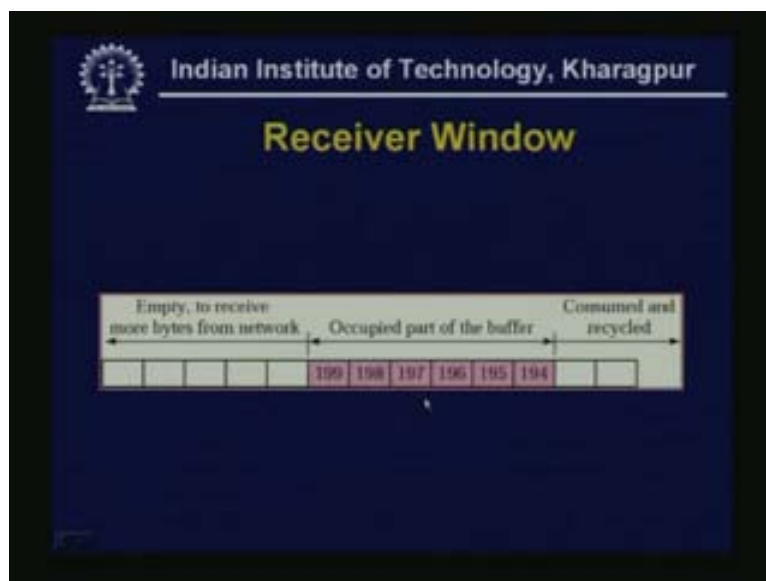 Indian Institute of Technology, Kharagpur
Receiver Window
Empty, to receive
more bytes from network
Occupied part of the buffer
Consumed and
recycled
199 198 197 196 195 194